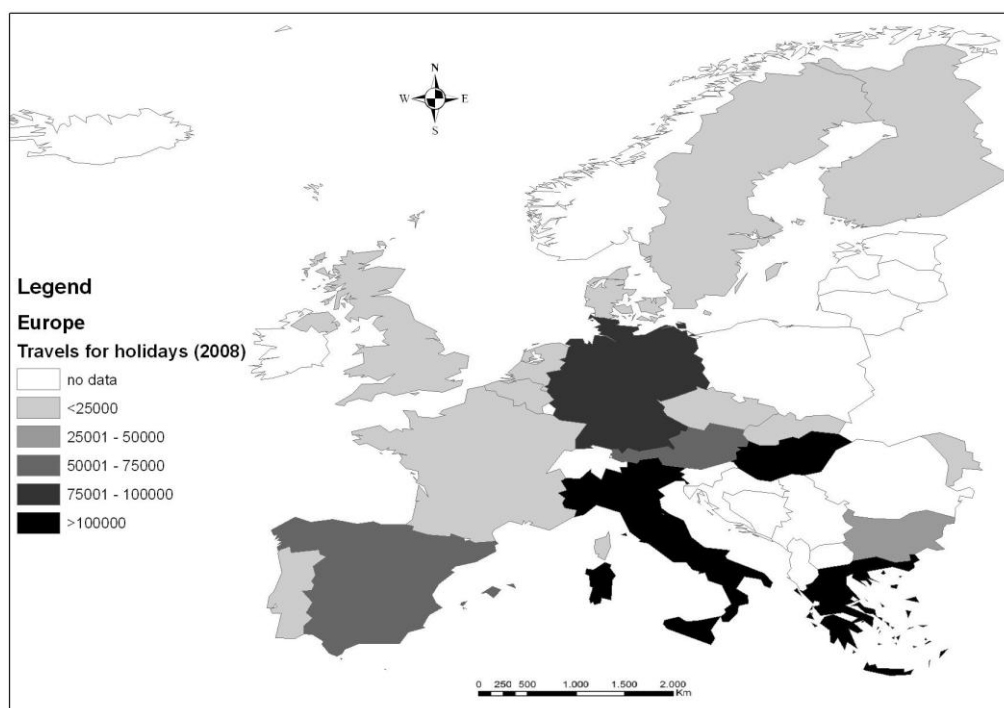 N
W E
S
Legend
Europe
Travels for holidays (2008)
no data
<25000
25001 - 50000
50001 - 75000
75001 - 100000
>100000
0 250 500 1.000 1.500 2.000
Km